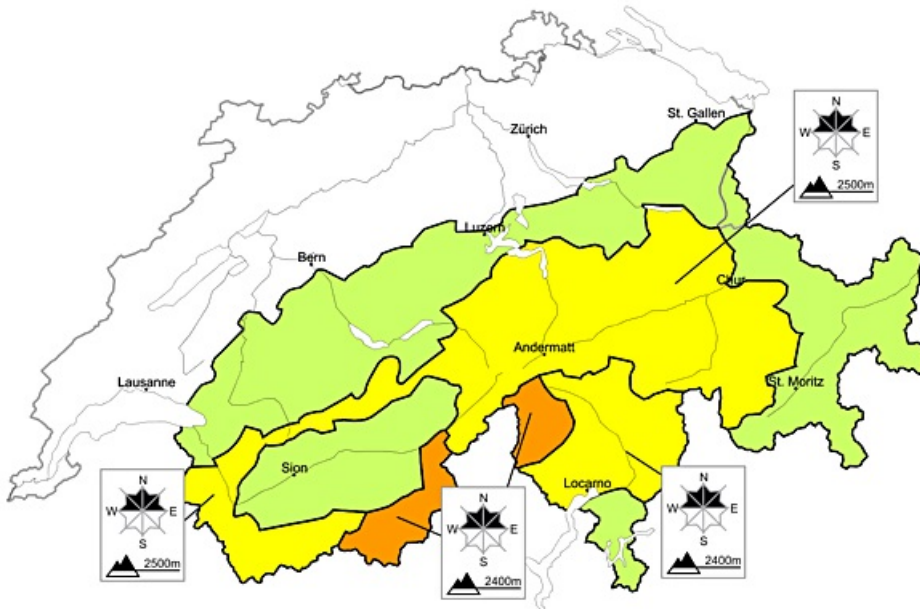 St. Gallen
Zürich
N
W E
S
2500m
Luzern
Bern
Chur
Andermatt
Lausanne
St. Moritz
Sion
Locarno
N
W E
S
2500m
N
W E
S
2400m
N
W E
S
2400m